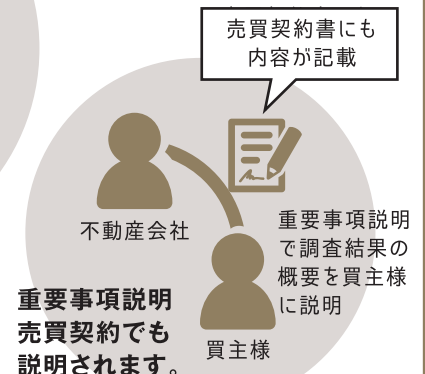 売買契約書にも
内容が記載
不動産会社
重要事項説明
で調査結果の
概要を買主様
に説明
買主様
重要事項説明
売買契約でも
説明されます。